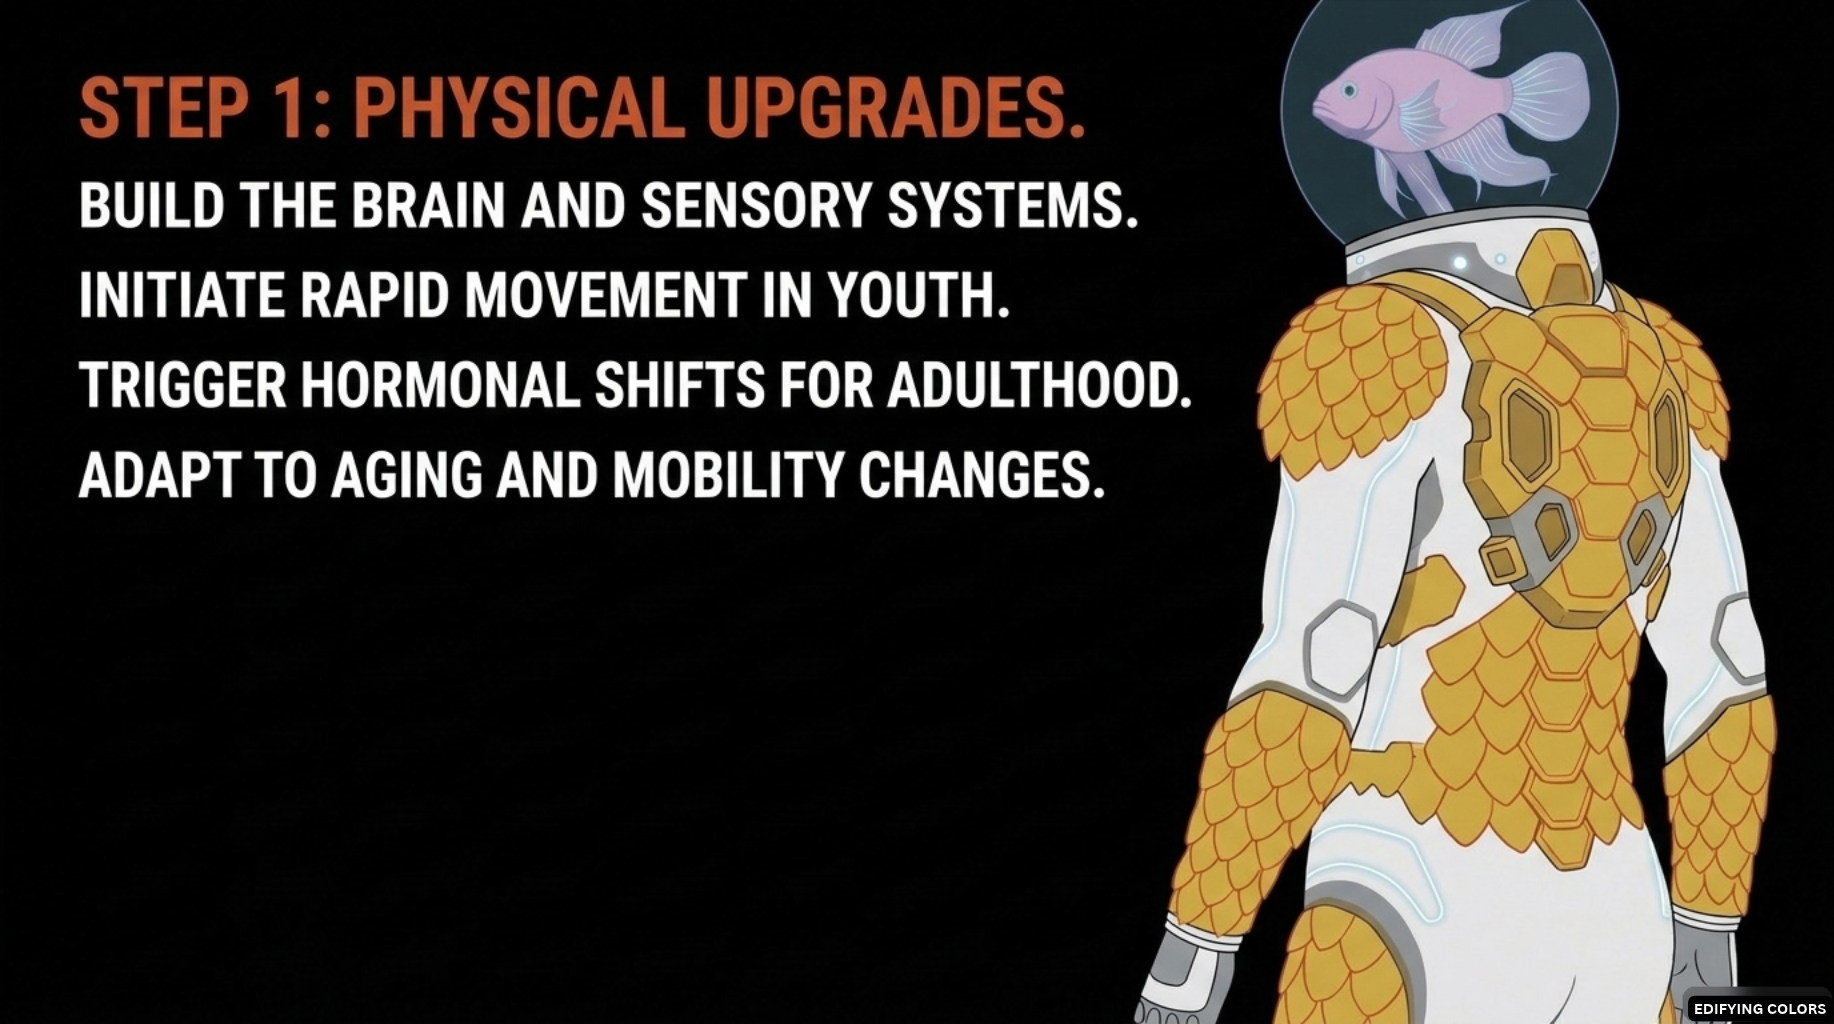 STEP 1: PHYSICAL UPGRADES.
BUILD THE BRAIN AND SENSORY SYSTEMS.
INITIATE RAPID MOVEMENT IN YOUTH.
TRIGGER HORMONAL SHIFTS FOR ADULTHOOD.
ADAPT TO AGING AND MOBILITY CHANGES.
EDIFYING COLORS